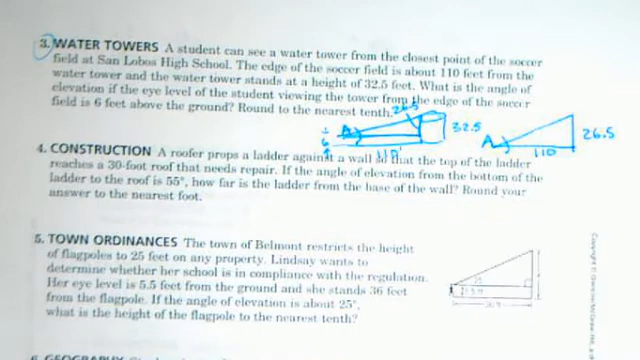 3. WATER TOWERS A student can see a water tower from the closest point of the soccer
field at San Lobos High School. The edge of the soccer field is about 110 feet from the
water tower and the water tower stands at a height of 32.5 feet. What is the angle of
elevation if the eye level of the student viewing the tower from the edge of the soccer
field is 6 feet above the ground? Round to the nearest tenth.
26.5
A
32.5
6
110'
A
26.5
110
4. CONSTRUCTION A roofer props a ladder against a wall so that the top of the ladder
reaches a 30-foot roof that needs repair. If the angle of elevation from the bottom of the
ladder to the roof is 55°, how far is the ladder from the base of the wall? Round your
answer to the nearest foot.
5. TOWN ORDINANCES The town of Belmont restricts the height
of flagpoles to 25 feet on any property. Lindsay wants to
determine whether her school is in compliance with the regulation.
Her eye level is 5.5 feet from the ground and she stands 36 feet
from the flagpole. If the angle of elevation is about 25°,
what is the height of the flagpole to the nearest tenth?
Copyright ©